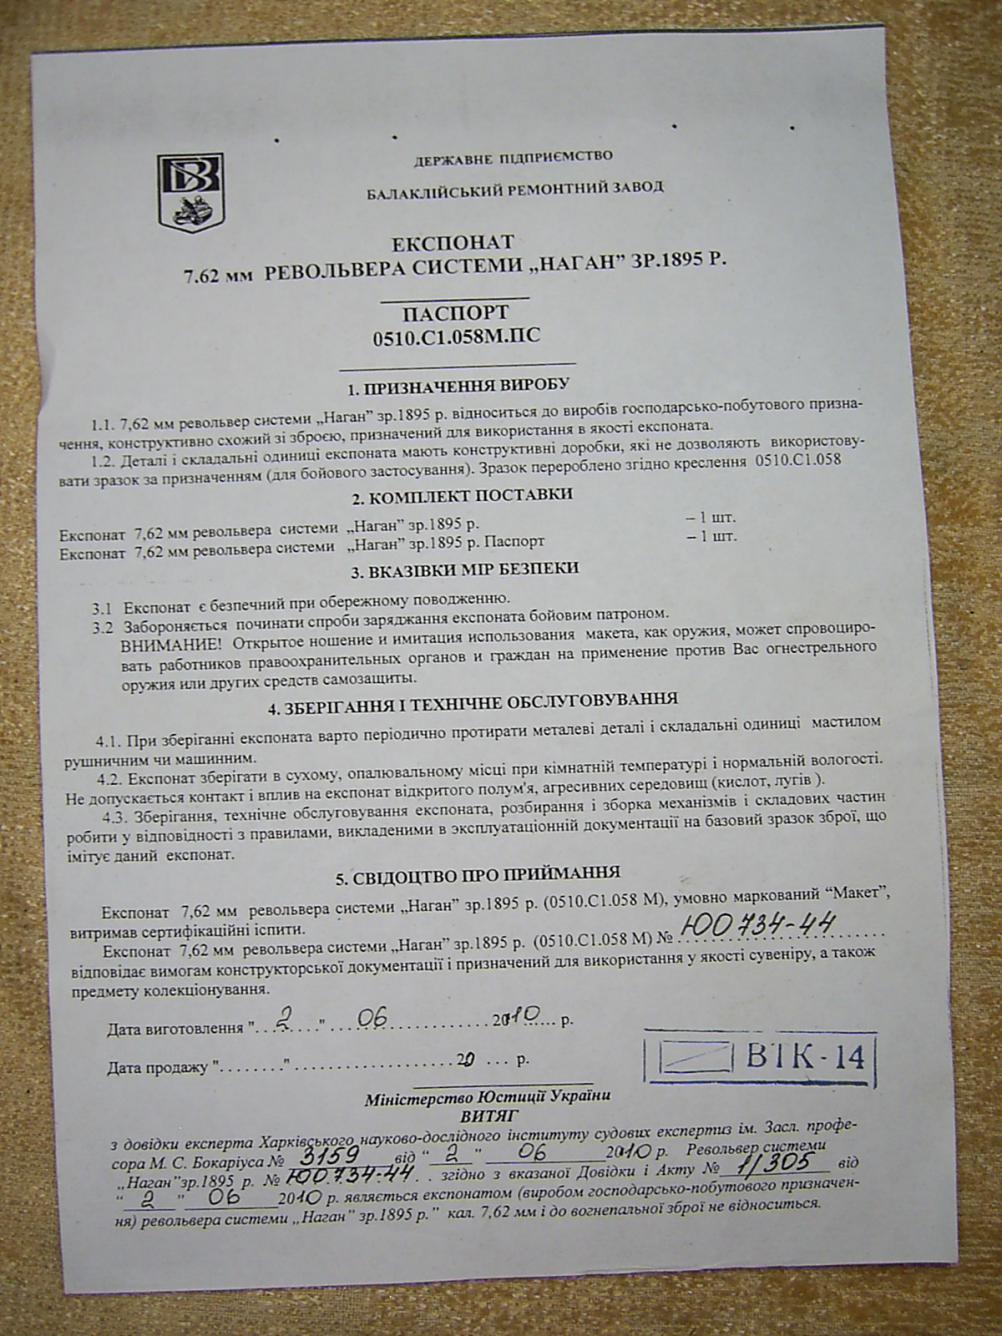 ДЕРЖАВНЕ ПІДПРИЄМСТВО
БАЛАКЛІЙСЬКИЙ РЕМОНТНИЙ ЗАВОД
ЕКСПОНАТ
7.62 мм РЕВОЛЬВЕРА СИСТЕМИ „НАГАН” ЗР.1895 Р.
ПАСПОРТ
0510.С1.058М.ПС
1. ПРИЗНАЧЕННЯ ВИРОБУ
1.1. 7,62 мм револьвер системи „Наган” зр.1895 р. відноситься до виробів господарсько-побутового призна-
чення, конструктивно схожий зі зброєю, призначений для використання в якості експоната.
1.2. Деталі і складальні одиниці експоната мають конструктивні доробки, які не дозволяють використову-
вати зразок за призначенням (для бойового застосування). Зразок перероблено згідно креслення 0510.С1.058
2. КОМПЛЕКТ ПОСТАВКИ
Експонат 7,62 мм револьвера системи „Наган” зр.1895 р. – 1 шт.
Експонат 7,62 мм револьвера системи „Наган” зр.1895 р. Паспорт – 1 шт.
3. ВКАЗІВКИ МІР БЕЗПЕКИ
3.1 Експонат є безпечний при обережному поводженню.
3.2 Забороняється починати спроби заряджання експоната бойовим патроном.
ВНИМАНИЕ! Открытое ношение и имитация использования макета, как оружия, может спровоциро-
вать работников правоохранительных органов и граждан на применение против Вас огнестрельного
оружия или других средств самозащиты.
4. ЗБЕРІГАННЯ І ТЕХНІЧНЕ ОБСЛУГОВУВАННЯ
4.1. При зберіганні експоната варто періодично протирати металеві деталі і складальні одиниці мастилом
рушничним чи машинним.
4.2. Експонат зберігати в сухому, опалювальному місці при кімнатній температурі і нормальній вологості.
Не допускається контакт і вплив на експонат відкритого полум'я, агресивних середовищ (кислот, лугів ).
4.3. Зберігання, технічне обслуговування експоната, розбирання і зборка механізмів і складових частин
робити у відповідності з правилами, викладеними в эксплуатаціонній документації на базовий зразок зброї, що
імітує даний експонат.
5. СВІДОЦТВО ПРО ПРИЙМАННЯ
Експонат 7,62 мм револьвера системи „Наган” зр.1895 р. (0510.С1.058 М), умовно маркований “Макет”,
витримав сертифікаційні іспити.
Експонат 7,62 мм револьвера системи „Наган” зр.1895 р. (0510.С1.058 М) № Ю0734-44
відповідає вимогам конструкторської документації і призначений для використання у якості сувеніру, а також
предмету колекціонування.
Дата виготовлення "....2...." ....06.................2010...... р.
Дата продажу "........" ......................20 ... р.
ВТК - 14
Міністерство Юстиції України
ВИТЯГ
з довідки експерта Харківського науково-дослідного інституту судових експертиз ім. Засл. профе-
сора М. С. Бокаріуса № 3159 від “ 2 ” 06 2010 р. Револьвер системи
„Наган”зр.1895 р. № Ю0734-44 . . згідно з вказаної Довідки і Акту № 11/305 від
“ 2 ” 06 2010 р. являється експонатом (виробом господарсько-побутового призначен-
ня) револьвера системи „Наган” зр.1895 р.” кал. 7,62 мм і до вогнепальної зброї не відноситься.